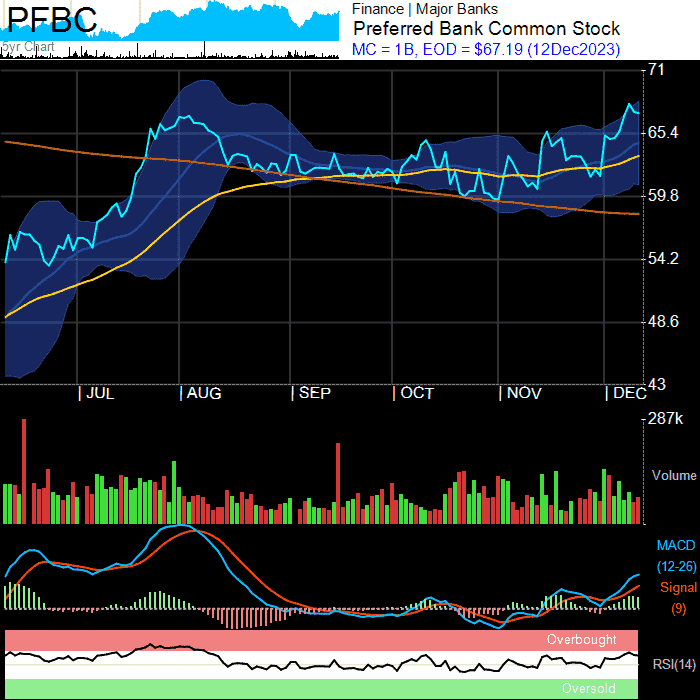 PFBC
5yr Chart
Finance | Major Banks
Preferred Bank Common Stock
MC = 1B, EOD = $67.19 (12Dec2023)
71
65.4
59.8
54.2
48.6
43
| JUL | AUG | SEP | OCT | NOV | DEC
287k
Volume
MACD
(12-26)
Signal
(9)
Overbought
RSI(14)
Oversold